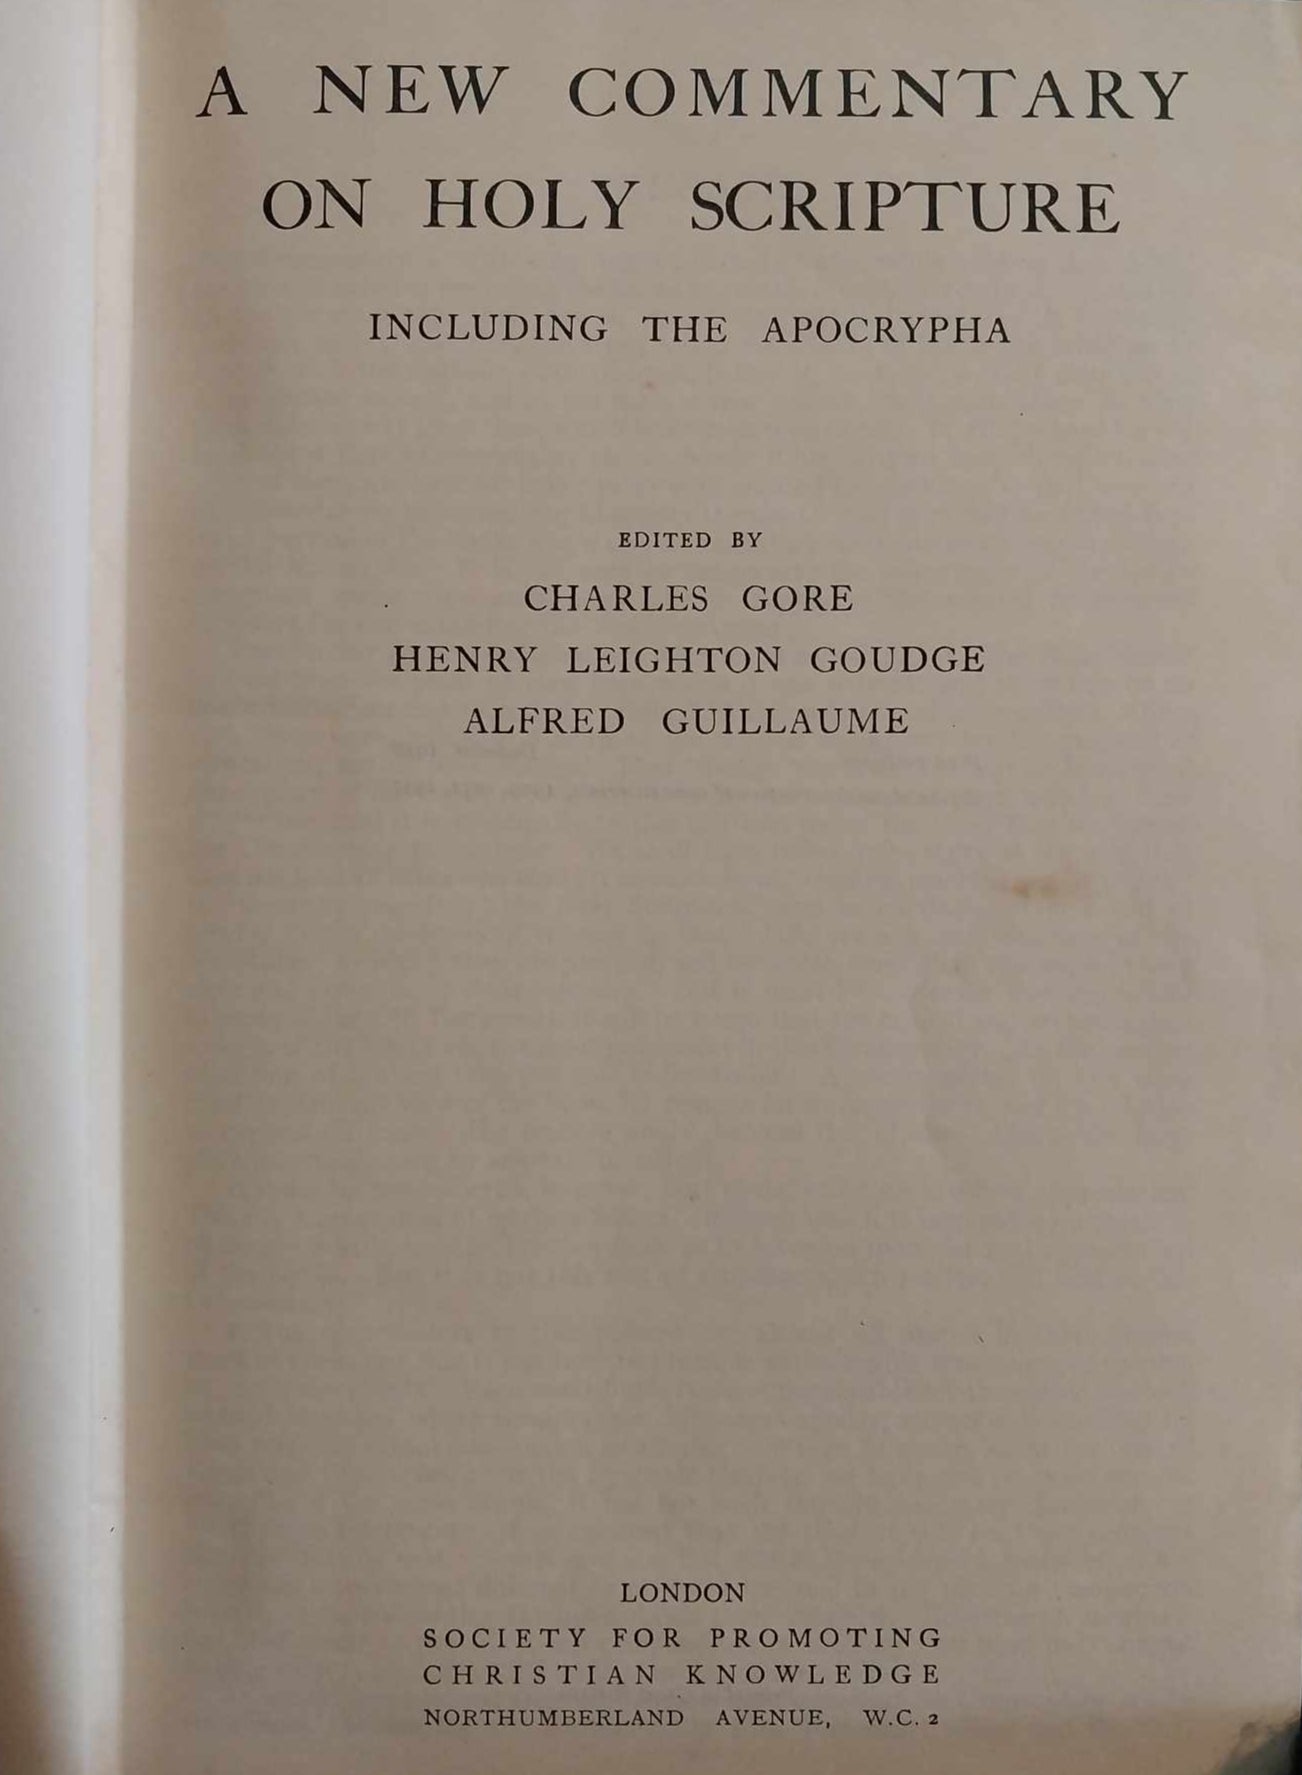 A NEW COMMENTARY
ON HOLY SCRIPTURE
INCLUDING THE APOCRYPHA
EDITED BY
CHARLES GORE
HENRY LEIGHTON GOUDGE
ALFRED GUILLAUME
LONDON
SOCIETY FOR PROMOTING
CHRISTIAN KNOWLEDGE
NORTHUMBERLAND AVENUE, W.C. 2